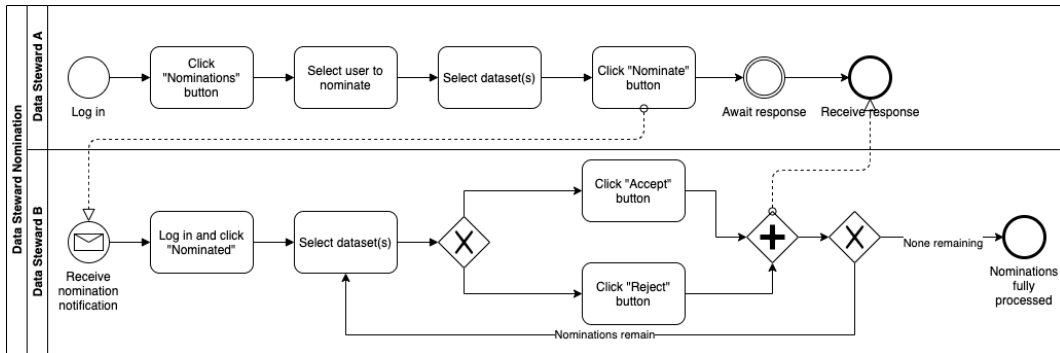 Data Steward Nomination
Data Steward A
Log in
Click
"Nominations"
button
Select user to
nominate
Select dataset(s)
Click "Nominate"
button
Await response
Receive response
Data Steward B
Receive
nomination
notification
Log in and click
"Nominated"
Select dataset(s)
X
Click "Accept"
button
Click "Reject"
button
X
None remaining
Nominations
fully
processed
Nominations remain